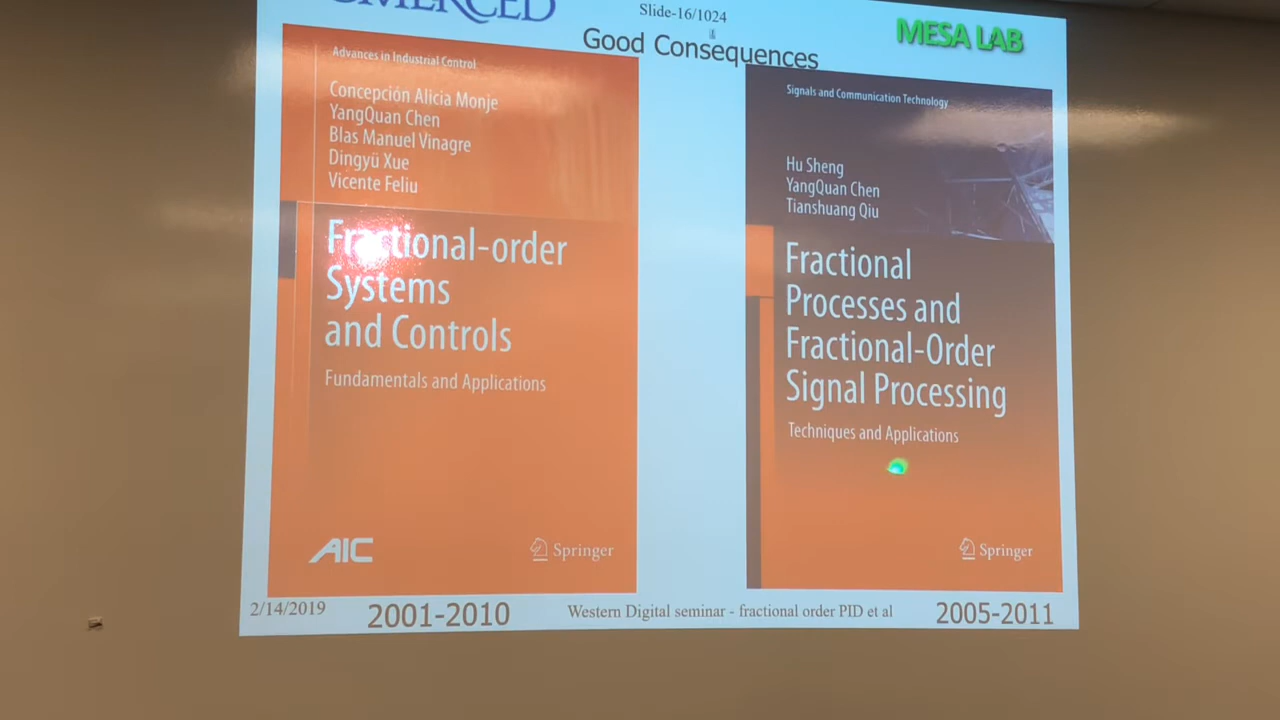 Slide-16/1024
MERCED
MESA LAB
Good Consequences
Advances in Industrial Control
Concepción Alicia Monje
YangQuan Chen
Blas Manuel Vinagre
Dingyü Xue
Vicente Feliu
Fractional-order
Systems
and Controls
Fundamentals and Applications
AIC
Springer
Signals and Communication Technology
Hu Sheng
YangQuan Chen
Tianshuang Qiu
Fractional
Processes and
Fractional-Order
Signal Processing
Techniques and Applications
Springer
2/14/2019
2001-2010
Western Digital seminar - fractional order PID et al
2005-2011